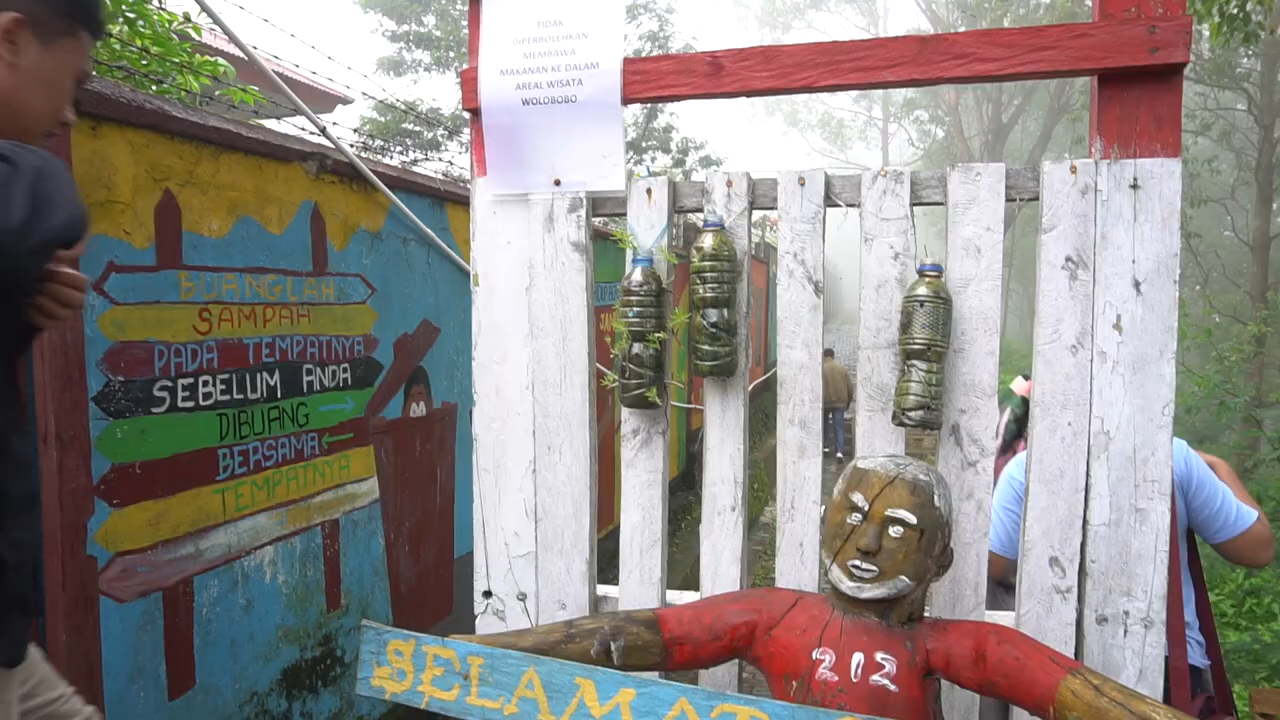 TIDAK
DIPERBOLEHKAN
MEMBAWA
MAKANAN KE DALAM
AREAL WISATA
WOLOBOBO
BUANGLAH
SAMPAH
PADA TEMPATNYA
SEBELUM ANDA
DIBUANG
BERSAMA
TEMPATNYA
212
SELAMAT